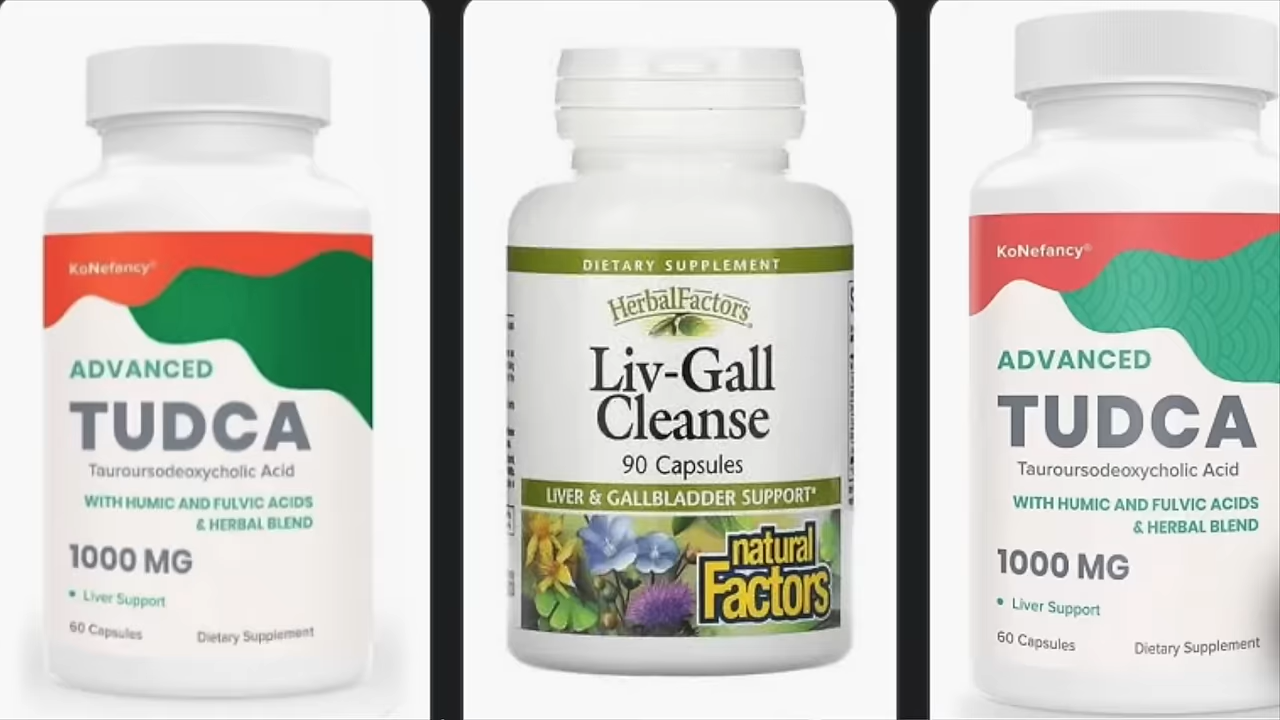 KoNefancy®
ADVANCED
TUDCA
Tauroursodeoxycholic Acid
WITH HUMIC AND FULVIC ACIDS
& HERBAL BLEND
1000 MG
• Liver Support
60 Capsules Dietary Supplement
DIETARY SUPPLEMENT
HerbalFactors
Liv-Gall
Cleanse
90 Capsules
LIVER & GALLBLADDER SUPPORT*
natural
Factors
KoNefancy®
ADVANCED
TUDCA
Tauroursodeoxycholic Acid
WITH HUMIC AND FULVIC ACIDS
& HERBAL BLEND
1000 MG
• Liver Support
60 Capsules Dietary Supplement